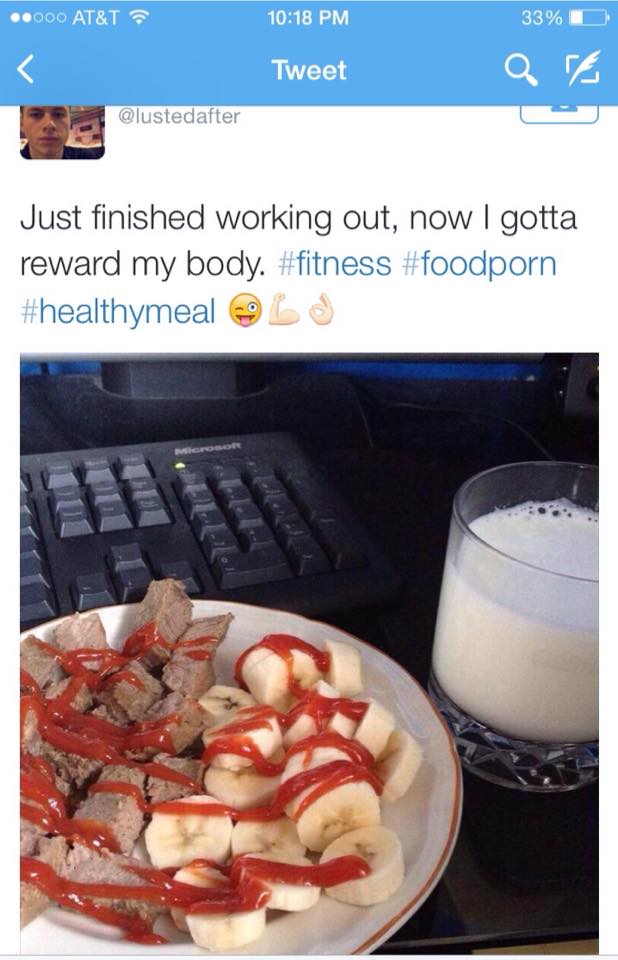 AT&T 10:18 PM 33%
Tweet
@lustedafter
Just finished working out, now I gotta
reward my body. #fitness #foodporn
#healthymeal 😜💪🏻👌🏻
Microsoft